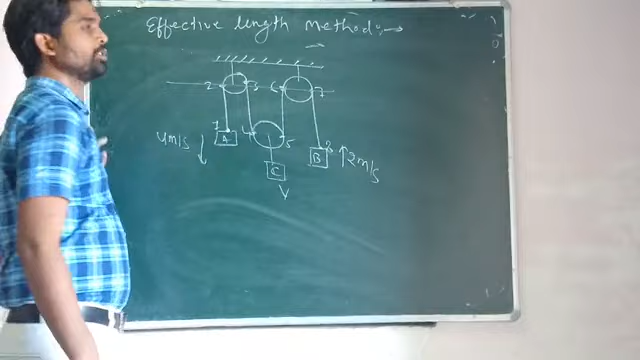 Effective length method :→
2 3 6 7
1 4 5 8
4m/s ↓ A B ↑ 2m/s
C
V